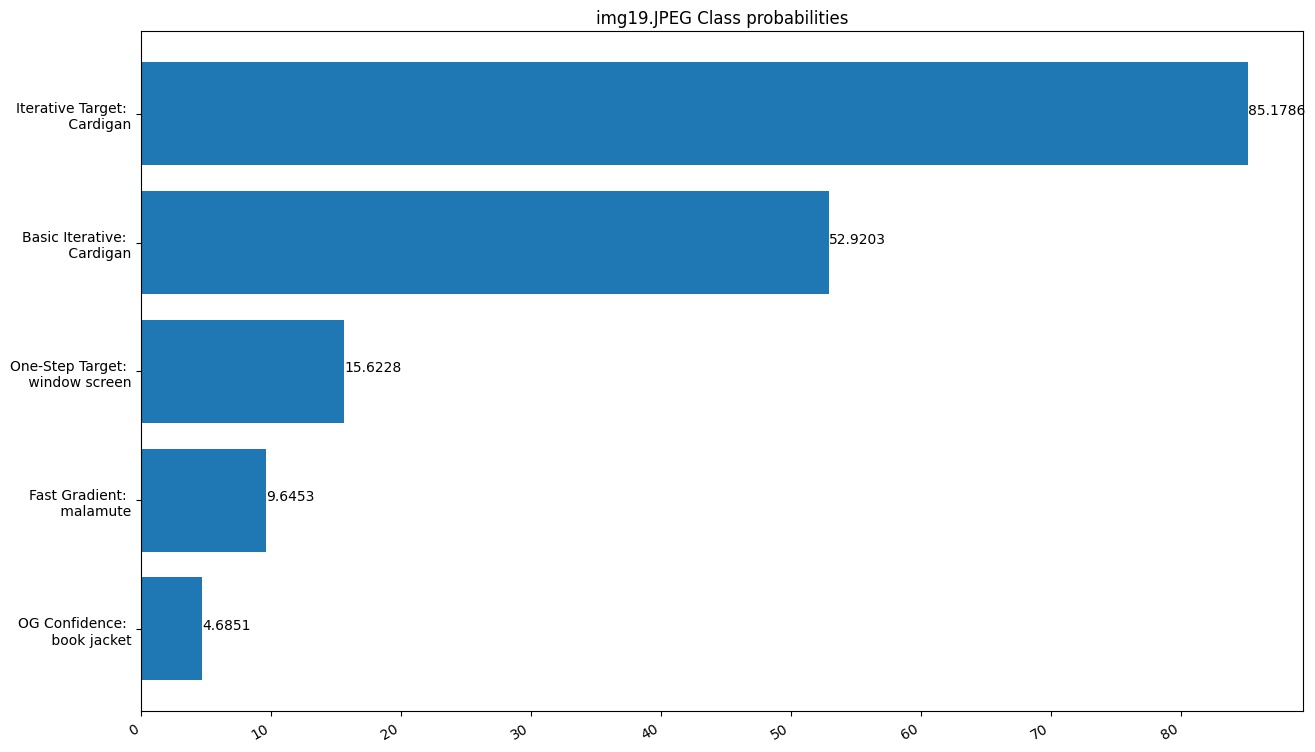 img19.JPEG Class probabilities
Iterative Target:
Cardigan
85.1786
Basic Iterative:
Cardigan
52.9203
One-Step Target:
window screen
15.6228
Fast Gradient:
malamute
9.6453
OG Confidence:
book jacket
4.6851
0 10 20 30 40 50 60 70 80